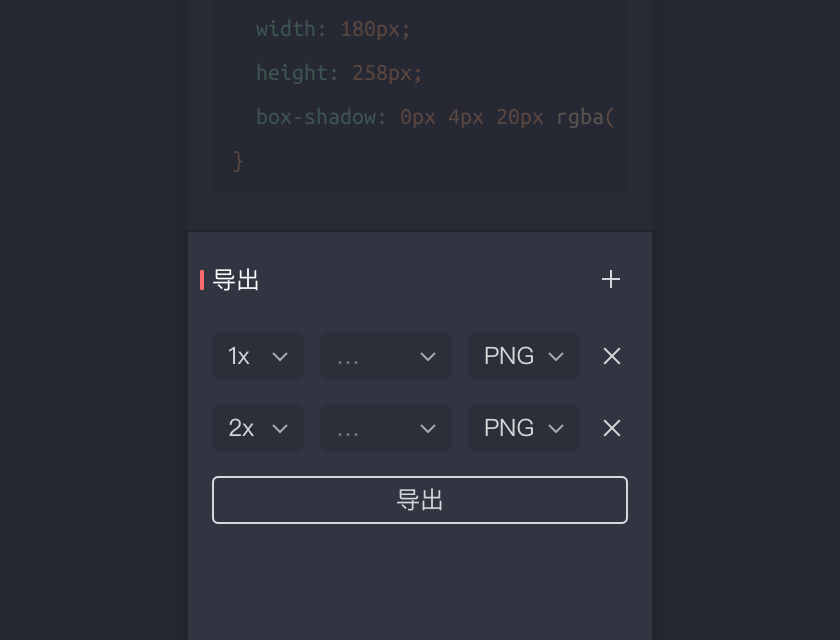 width: 180px;
height: 258px;
box-shadow: 0px 4px 20px rgba(
}
导出
1x ... PNG
2x ... PNG
导出